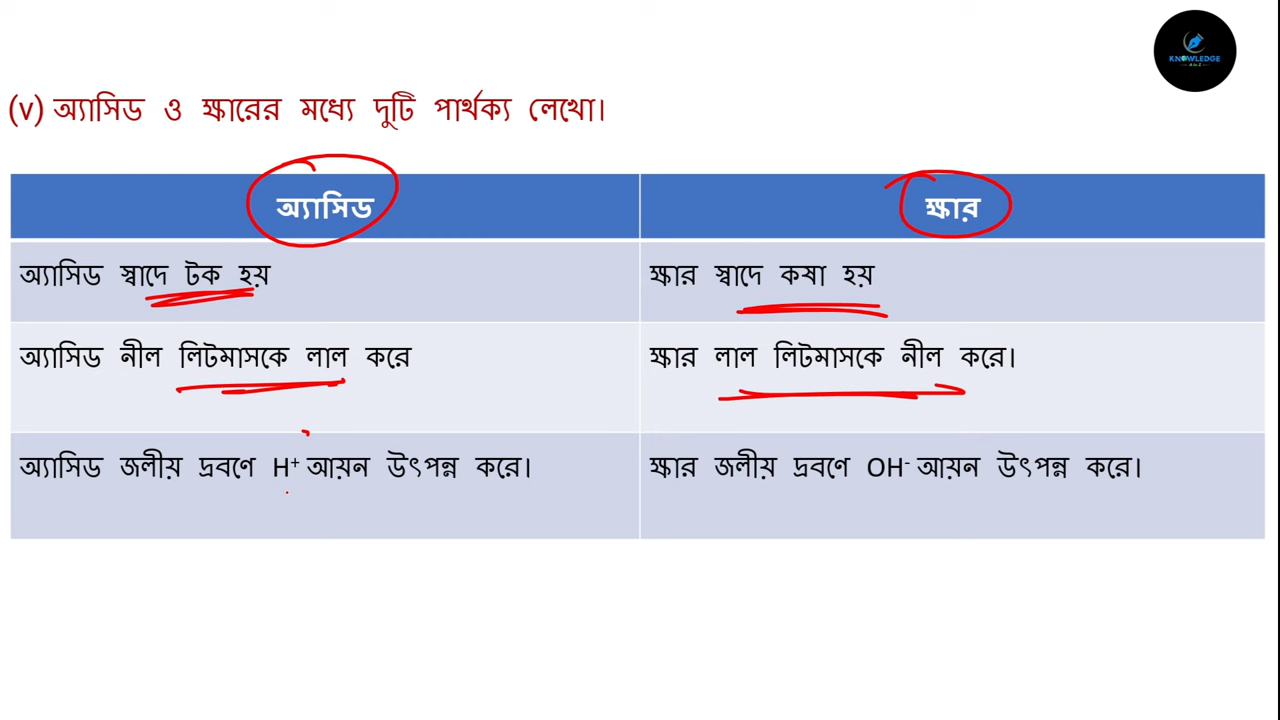 KNOWLEDGE
A to Z
(v) অ্যাসিড ও ক্ষারের মধ্যে দুটি পার্থক্য লেখো।
অ্যাসিড
ক্ষার
অ্যাসিড স্বাদে টক হয়
ক্ষার স্বাদে কষা হয়
অ্যাসিড নীল লিটমাসকে লাল করে
ক্ষার লাল লিটমাসকে নীল করে।
অ্যাসিড জলীয় দ্রবণে H⁺ আয়ন উৎপন্ন করে।
ক্ষার জলীয় দ্রবণে OH⁻ আয়ন উৎপন্ন করে।